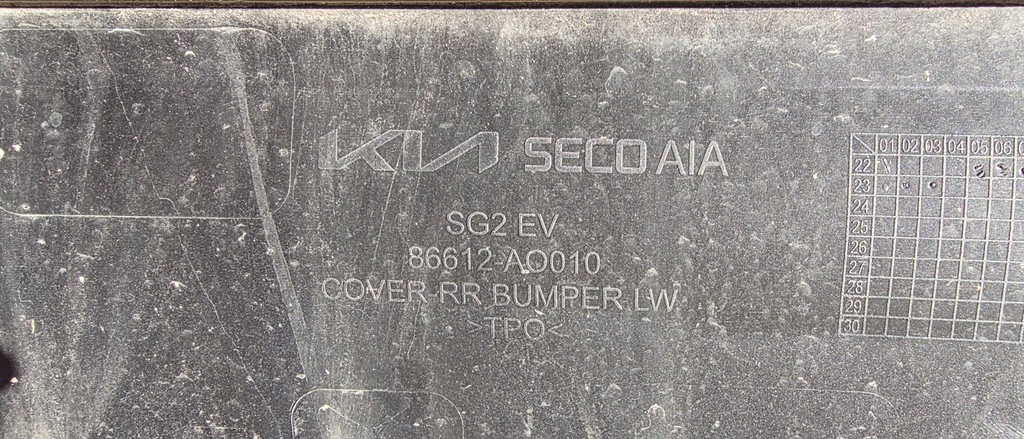 KIA SECO AIA
SG2 EV
86612-AO010
COVER-RR BUMPER LW
>TPO<
01 02 03 04 05 06
22
23
24
25
26
27
28
29
30